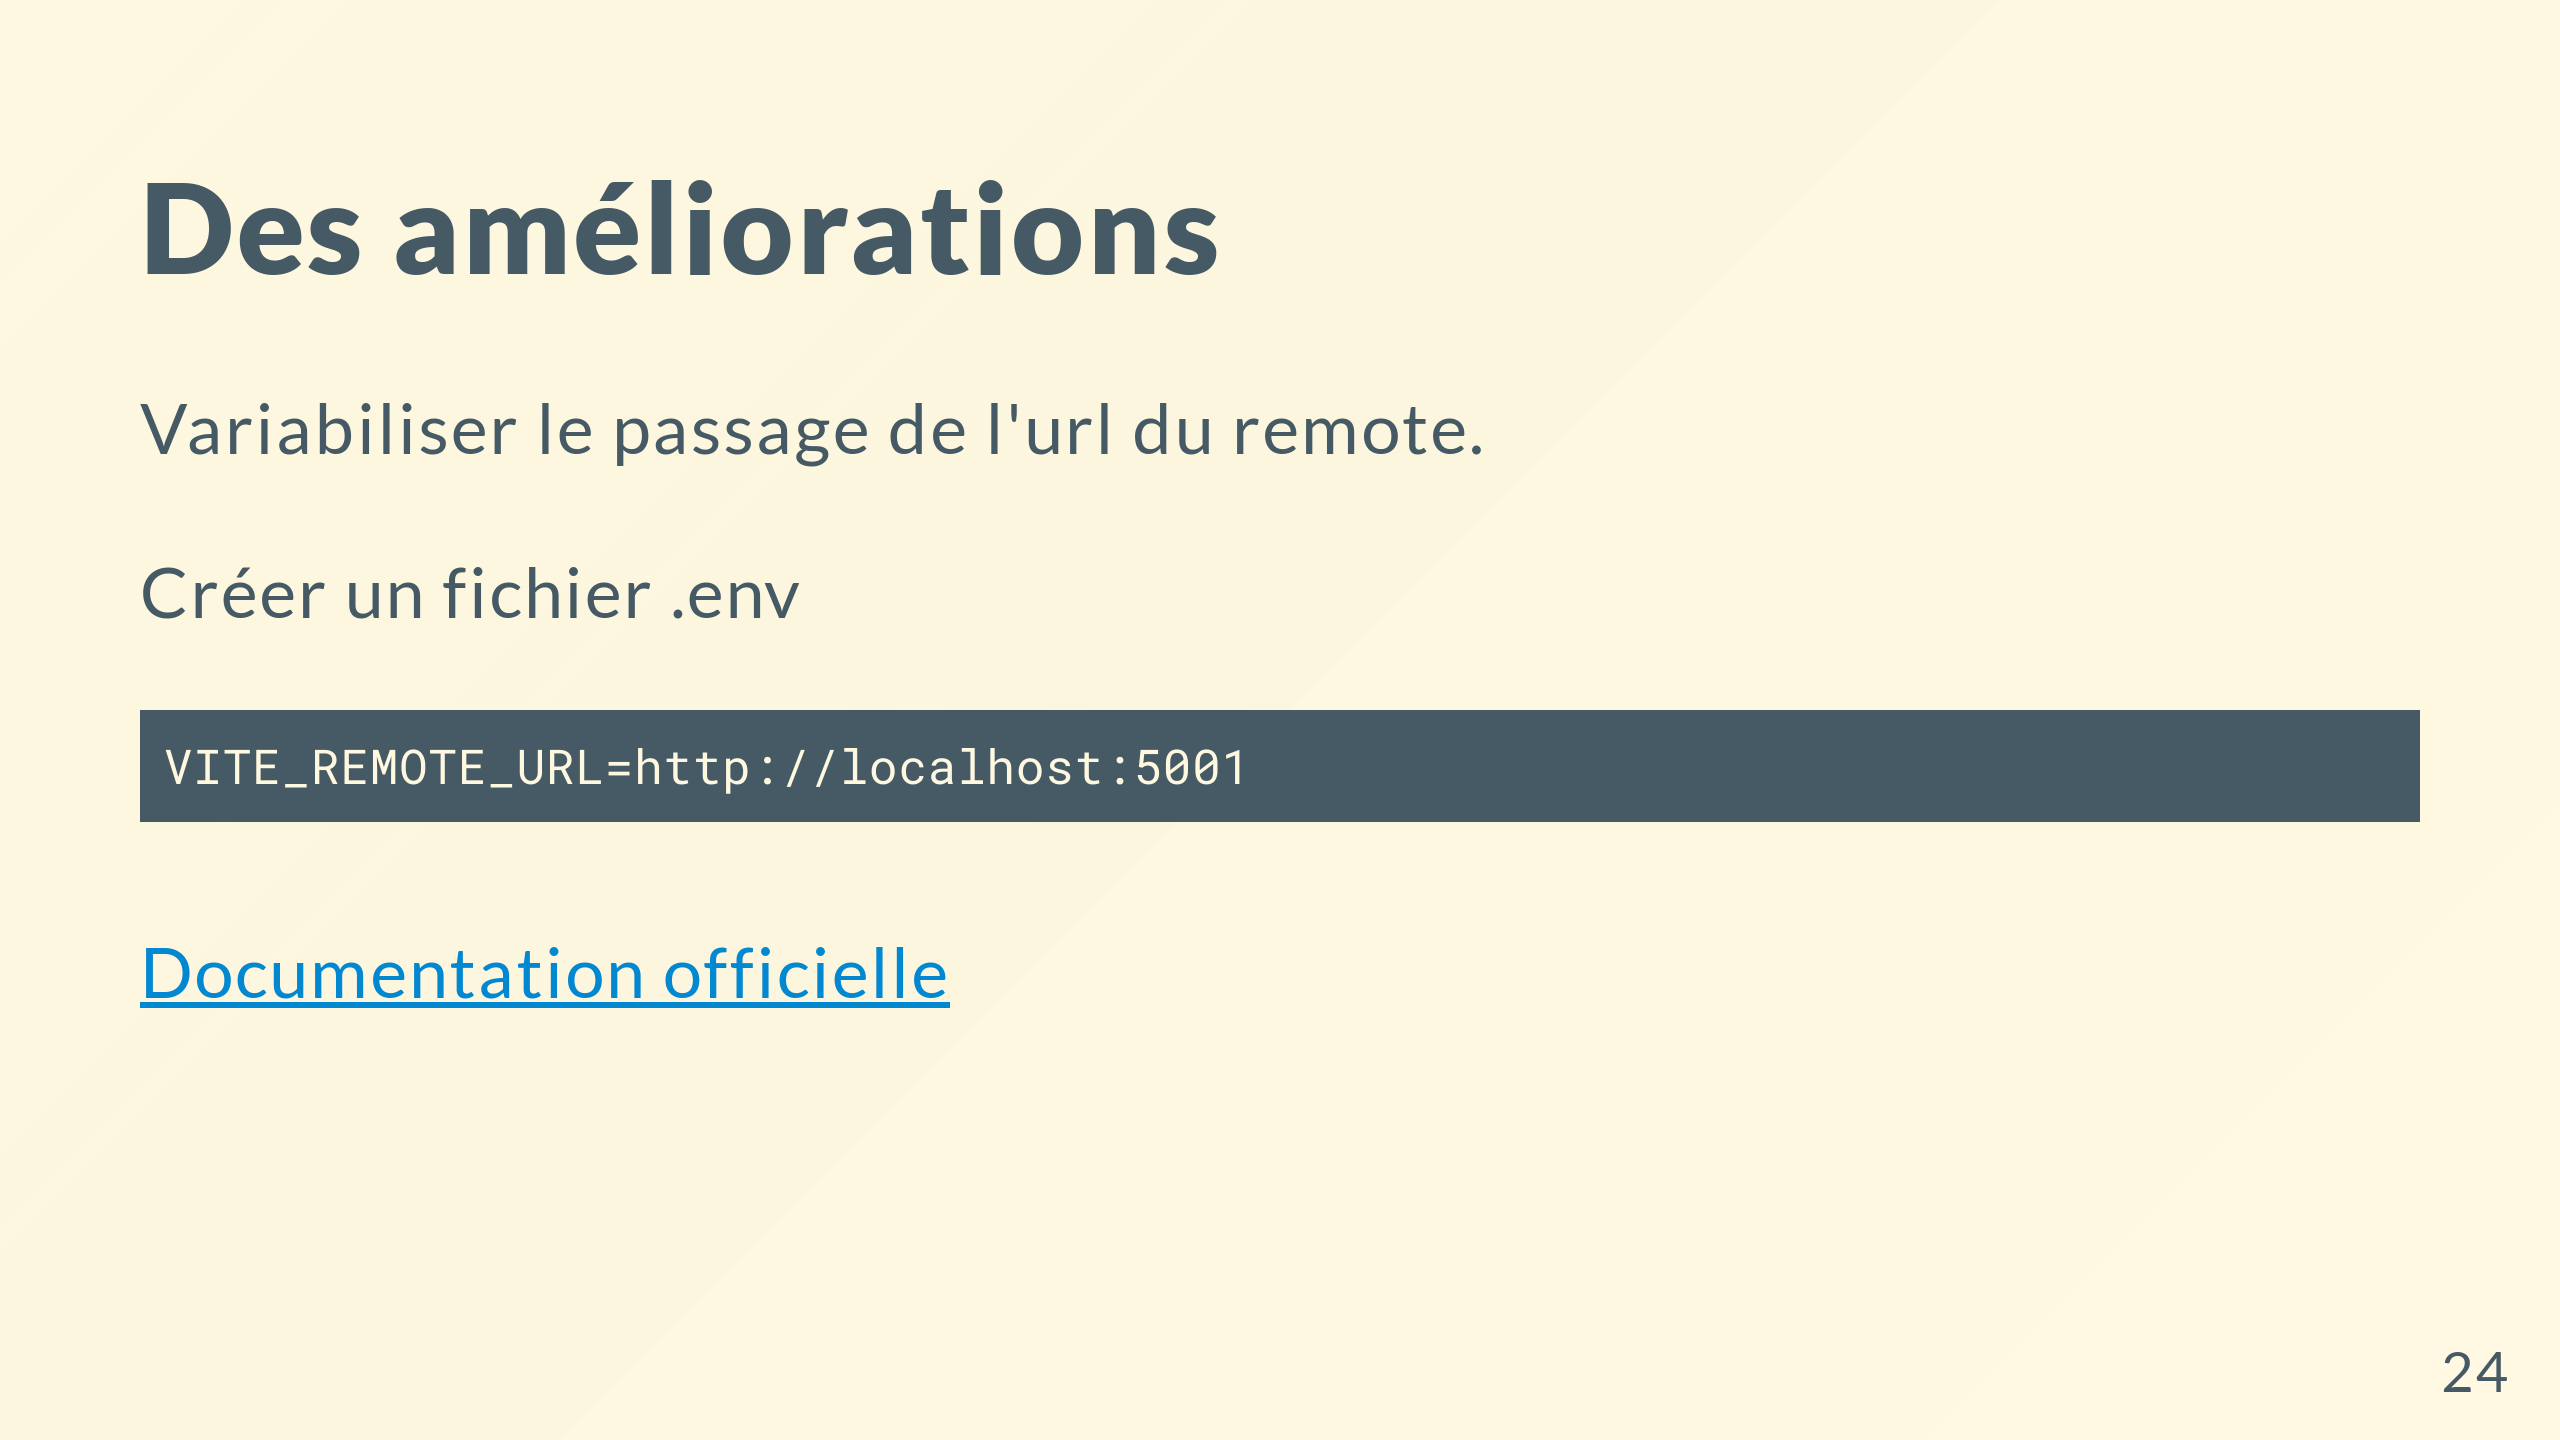 Des améliorations
Variabiliser le passage de l'url du remote.
Créer un fichier .env
VITE_REMOTE_URL=http://localhost:5001
Documentation officielle
24